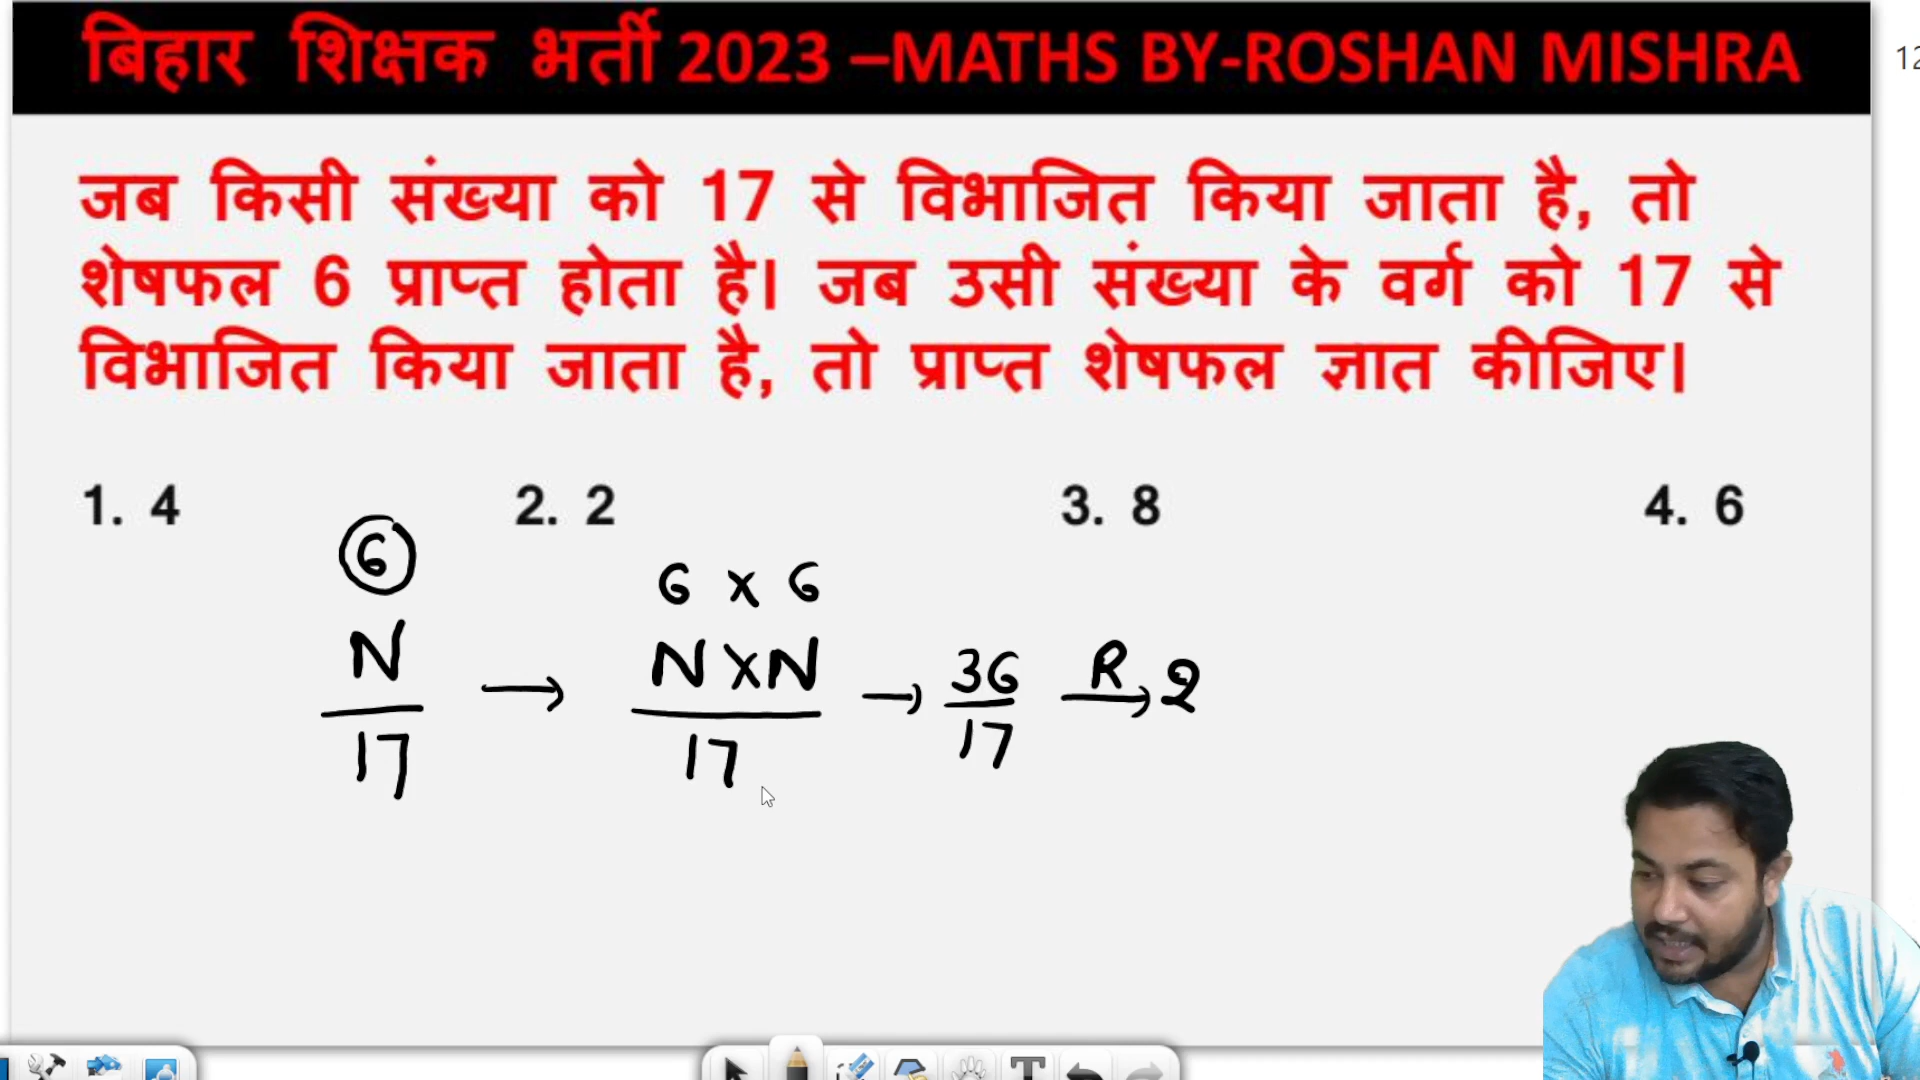 बिहार शिक्षक भर्ती 2023 –MATHS BY-ROSHAN MISHRA
12
जब किसी संख्या को 17 से विभाजित किया जाता है, तो
शेषफल 6 प्राप्त होता है। जब उसी संख्या के वर्ग को 17 से
विभाजित किया जाता है, तो प्राप्त शेषफल ज्ञात कीजिए।
1. 4 2. 2 3. 8 4. 6
6 6 x 6
N → N x N → 36 R→ 2
17 17 17